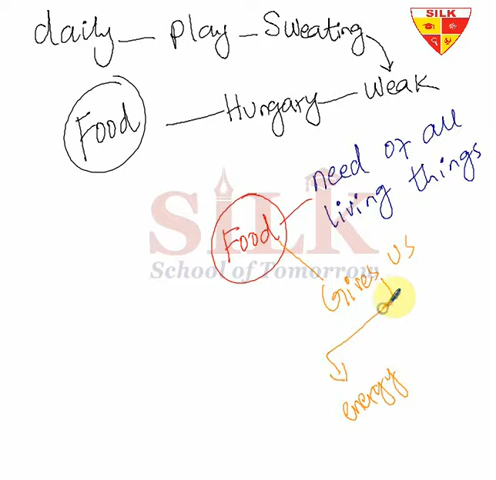 SILK
daily — play — Sweating
Food — Hungary — Weak
need of all
living things
SILK
Food
School of Tomorrow
Gives us
energy